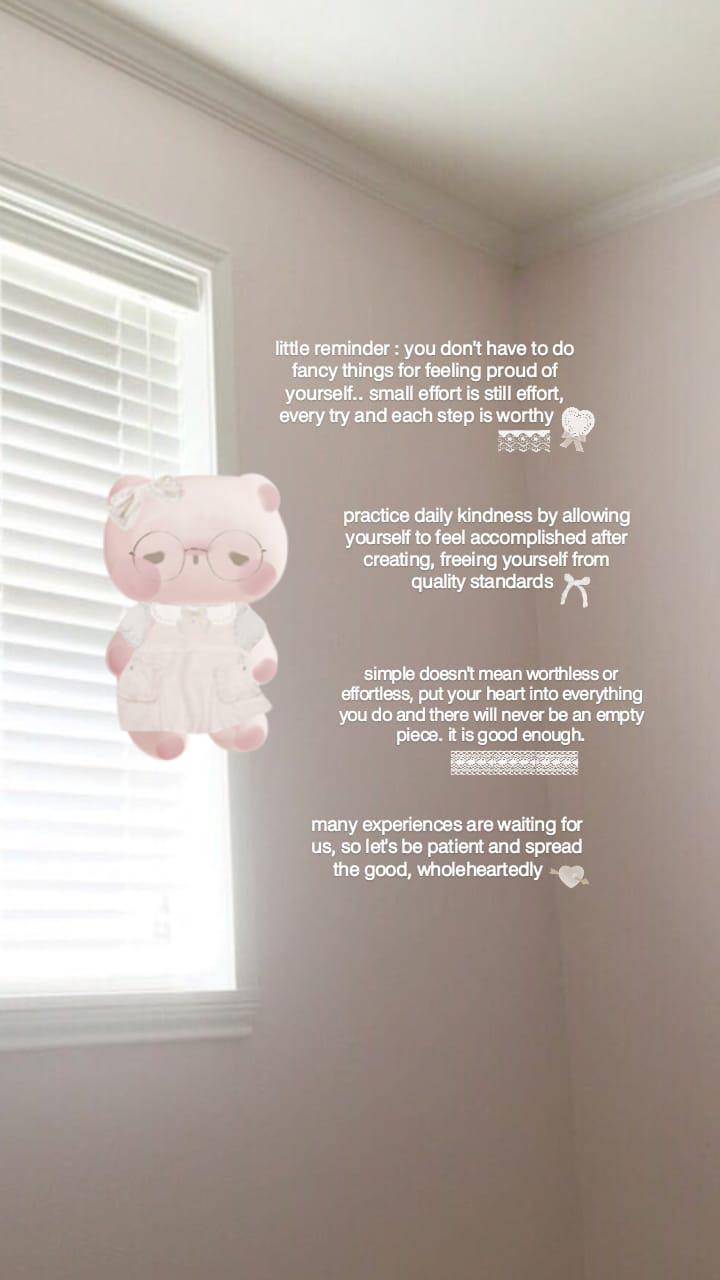 little reminder : you don't have to do
fancy things for feeling proud of
yourself.. small effort is still effort,
every try and each step is worthy
practice daily kindness by allowing
yourself to feel accomplished after
creating, freeing yourself from
quality standards
simple doesn't mean worthless or
effortless, put your heart into everything
you do and there will never be an empty
piece. it is good enough.
many experiences are waiting for
us, so let's be patient and spread
the good, wholeheartedly